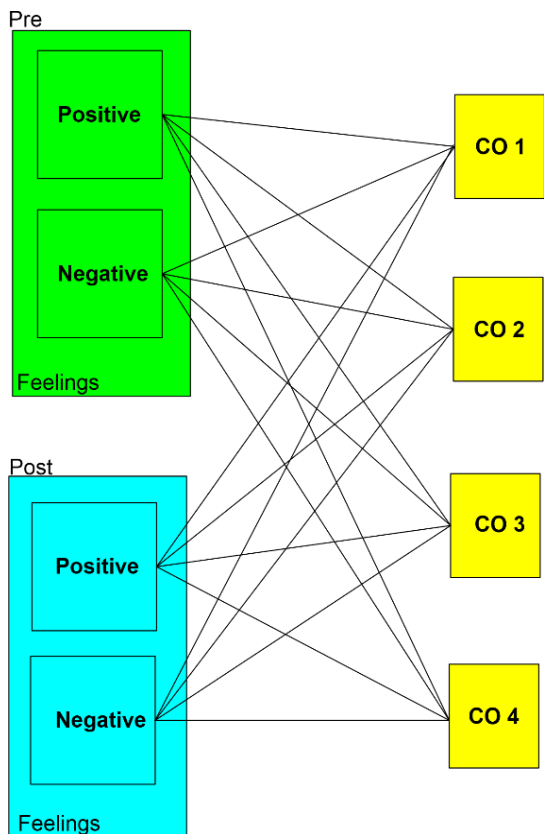 Pre
Positive
Negative
Feelings
Post
Positive
Negative
Feelings
CO 1
CO 2
CO 3
CO 4